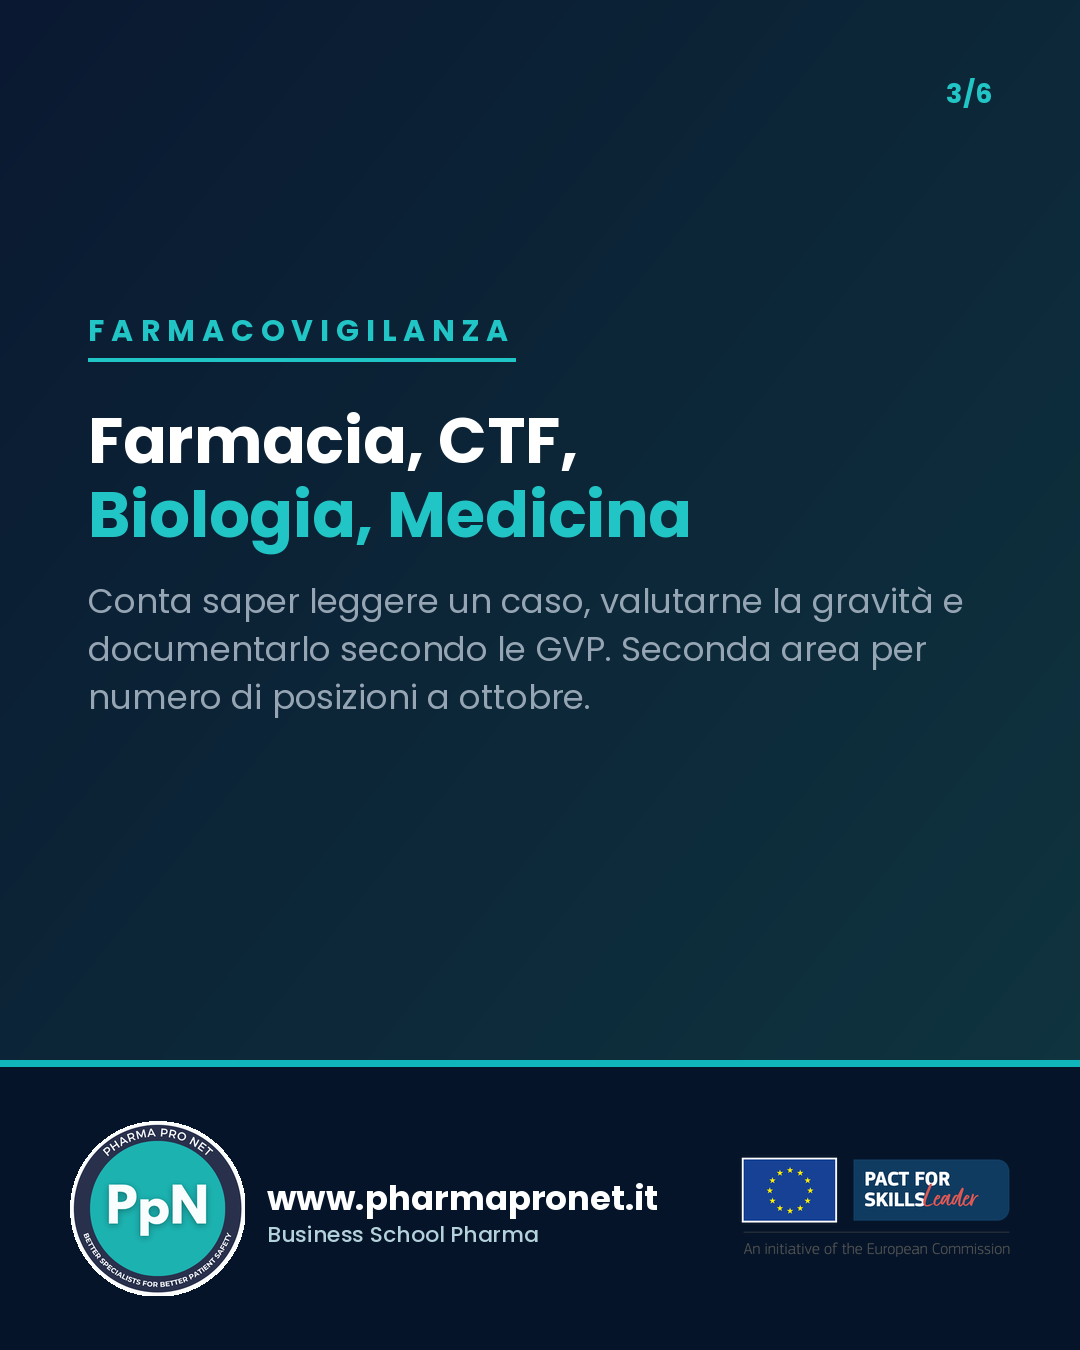 3/6
FARMACOVIGILANZA
Farmacia, CTF,
Biologia, Medicina
Conta saper leggere un caso, valutarne la gravità e
documentarlo secondo le GVP. Seconda area per
numero di posizioni a ottobre.
PHARMA PRO NET
PpN
BETTER SPECIALISTS FOR BETTER PATIENT SAFETY
www.pharmapronet.it
Business School Pharma
PACT FOR
SKILLS Leader
An initiative of the European Commission